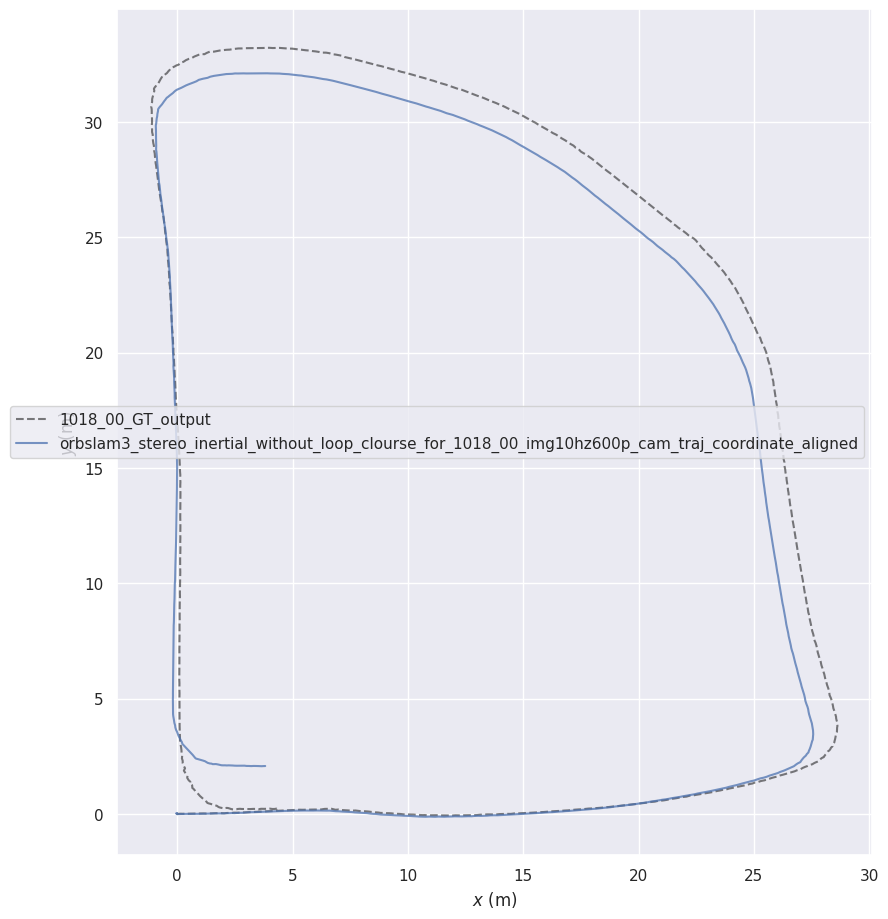 30
25
20
1018_00_GT_output
orbslam3_stereo_inertial_without_loop_clourse_for_1018_00_img10hz600p_cam_traj_coordinate_aligned
y (m)
15
10
5
0
0 5 10 15 20 25 30
x (m)